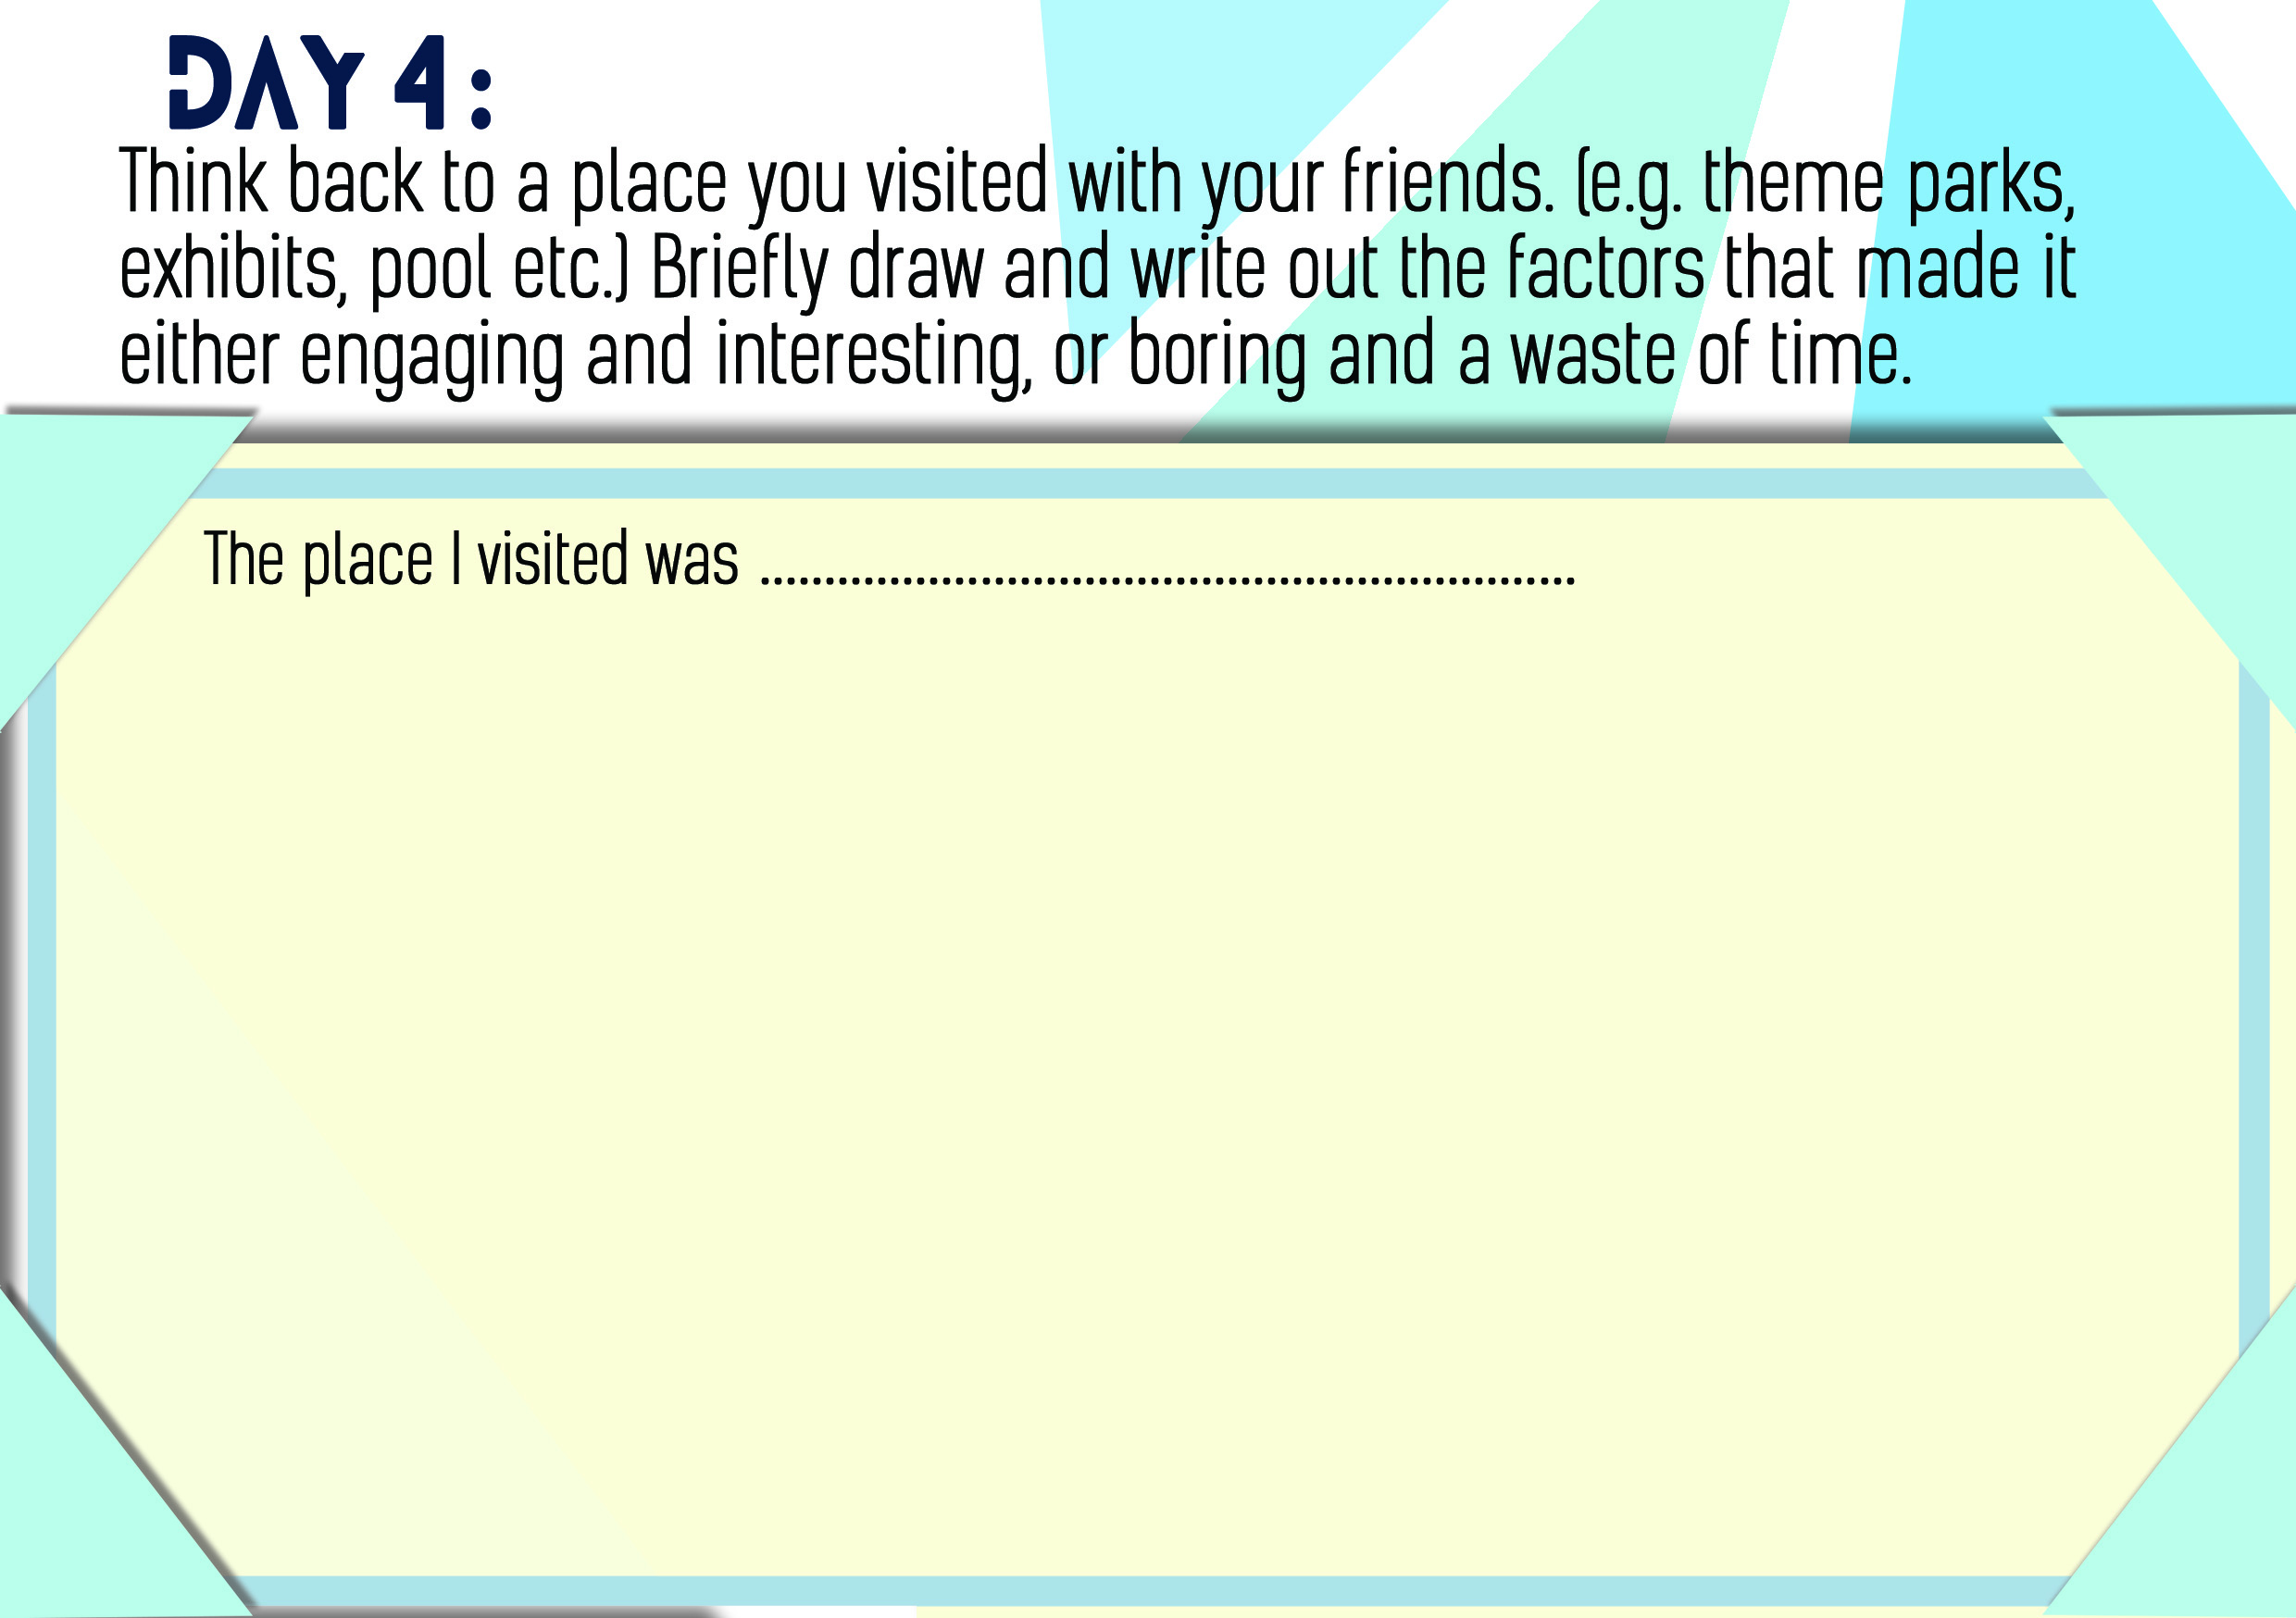 DAY 4:
Think back to a place you visited with your friends. (e.g. theme parks,
exhibits, pool etc.) Briefly draw and write out the factors that made it
either engaging and interesting, or boring and a waste of time.
The place I visited was ...............................................................